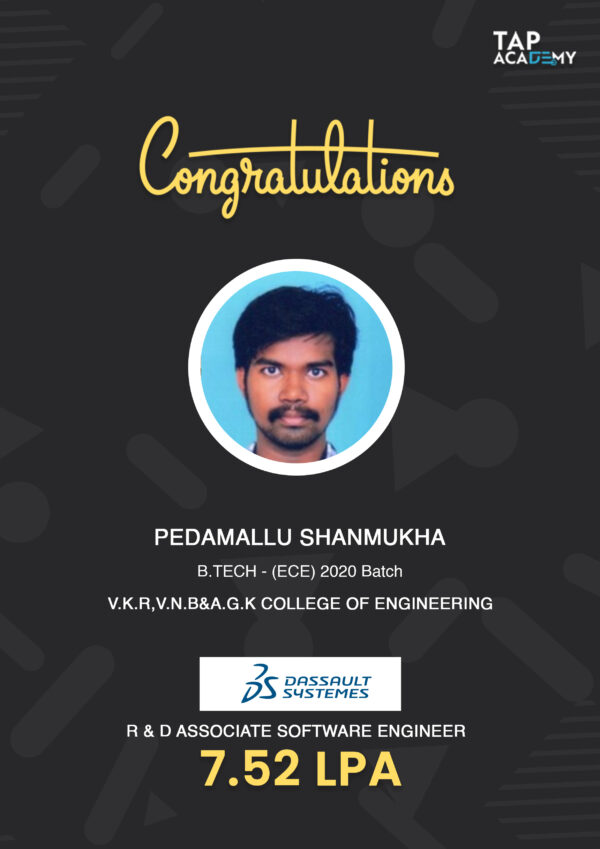 TAP
ACADEMY
Congratulations
PEDAMALLU SHANMUKHA
B.TECH - (ECE) 2020 Batch
V.K.R,V.N.B&A.G.K COLLEGE OF ENGINEERING
DASSAULT
SYSTEMES
R & D ASSOCIATE SOFTWARE ENGINEER
7.52 LPA